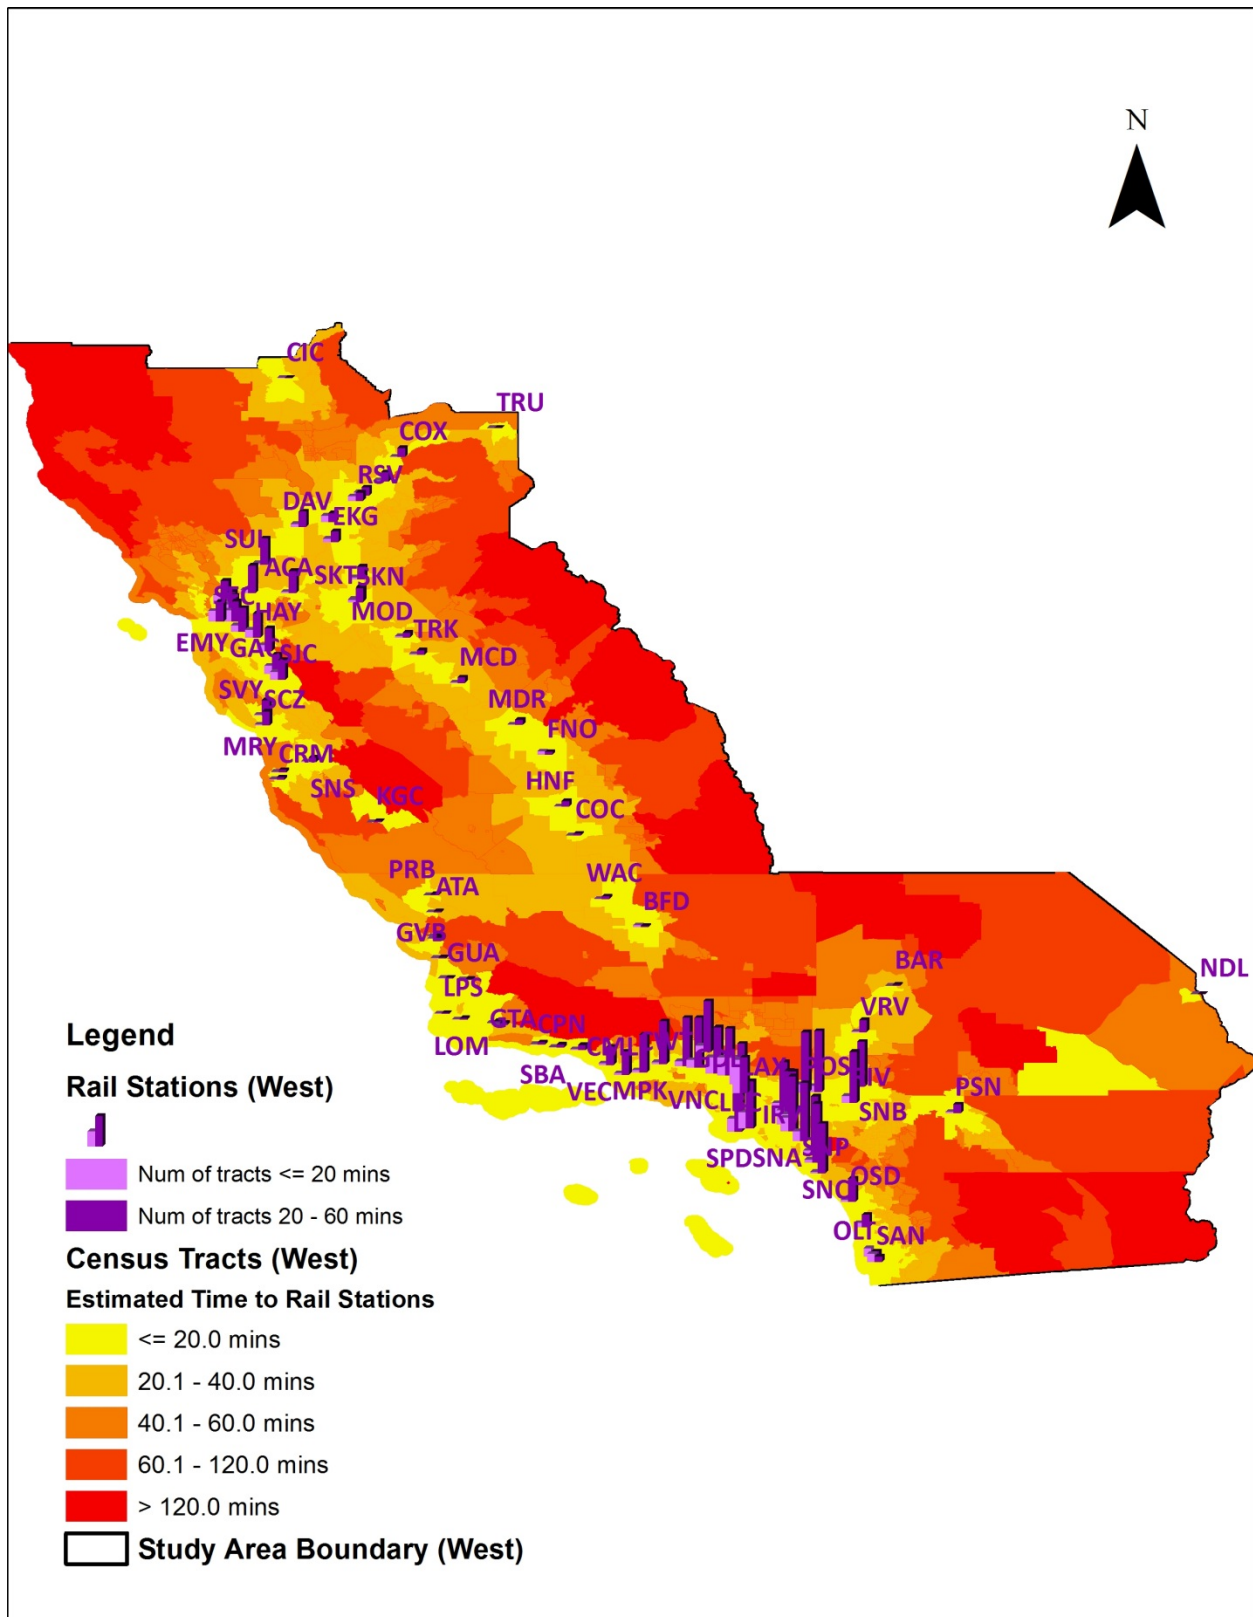 N
CIC
TRU
COX
RSV
DAV
EKG
SUI
ACA
SKT
SKN
HAY
MOD
EMY
GAC
SJC
TRK
MCD
SVY
SCZ
MDR
FNO
MRY
CRM
HNF
SNS
KGC
COC
PRB
ATA
WAC
BFD
GVB
GUA
BAR
NDL
LPS
VRV
GTA
CPN
LOM
CML
SBA
VEC
MPK
VNC
POS
SNB
PSN
SPD
SNA
SNC
OSD
OLT
SAN
Legend
Rail Stations (West)
Num of tracts <= 20 mins
Num of tracts 20 - 60 mins
Census Tracts (West)
Estimated Time to Rail Stations
<= 20.0 mins
20.1 - 40.0 mins
40.1 - 60.0 mins
60.1 - 120.0 mins
> 120.0 mins
Study Area Boundary (West)